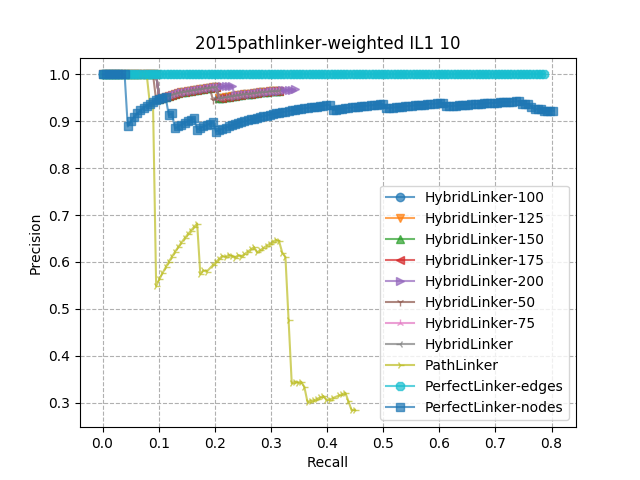 2015pathlinker-weighted IL1 10
Precision
1.0
0.9
0.8
0.7
0.6
0.5
0.4
0.3
HybridLinker-100
HybridLinker-125
HybridLinker-150
HybridLinker-175
HybridLinker-200
HybridLinker-50
HybridLinker-75
HybridLinker
PathLinker
PerfectLinker-edges
PerfectLinker-nodes
0.0 0.1 0.2 0.3 0.4 0.5 0.6 0.7 0.8
Recall